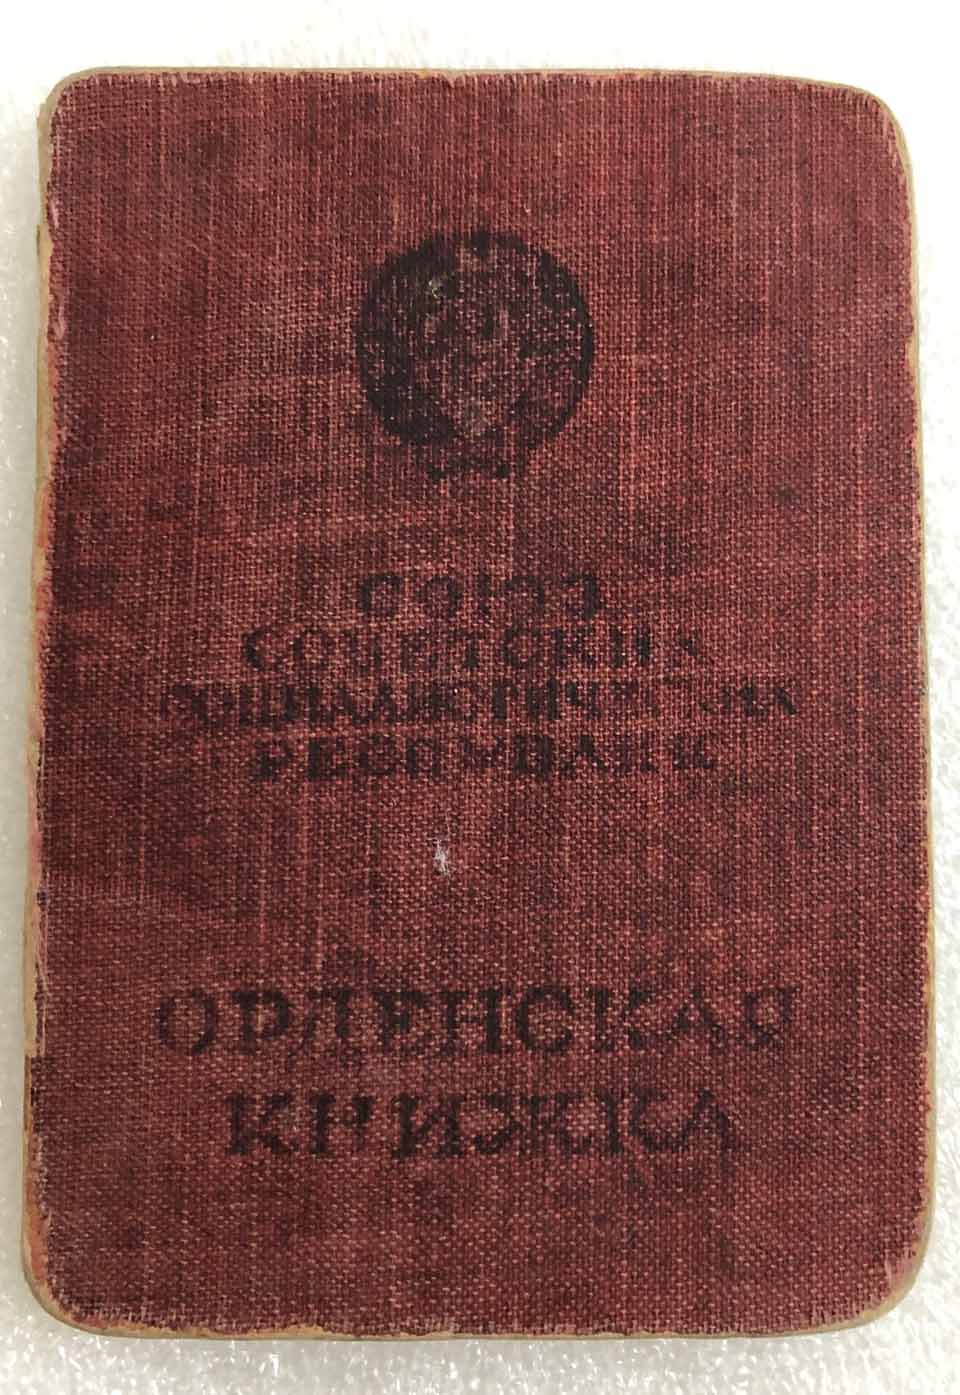 СОЮЗ
СОВЕТСКИХ
СОЦИАЛИСТИЧЕСКИХ
РЕСПУБЛИК
ОРДЕНСКАЯ
КНИЖКА